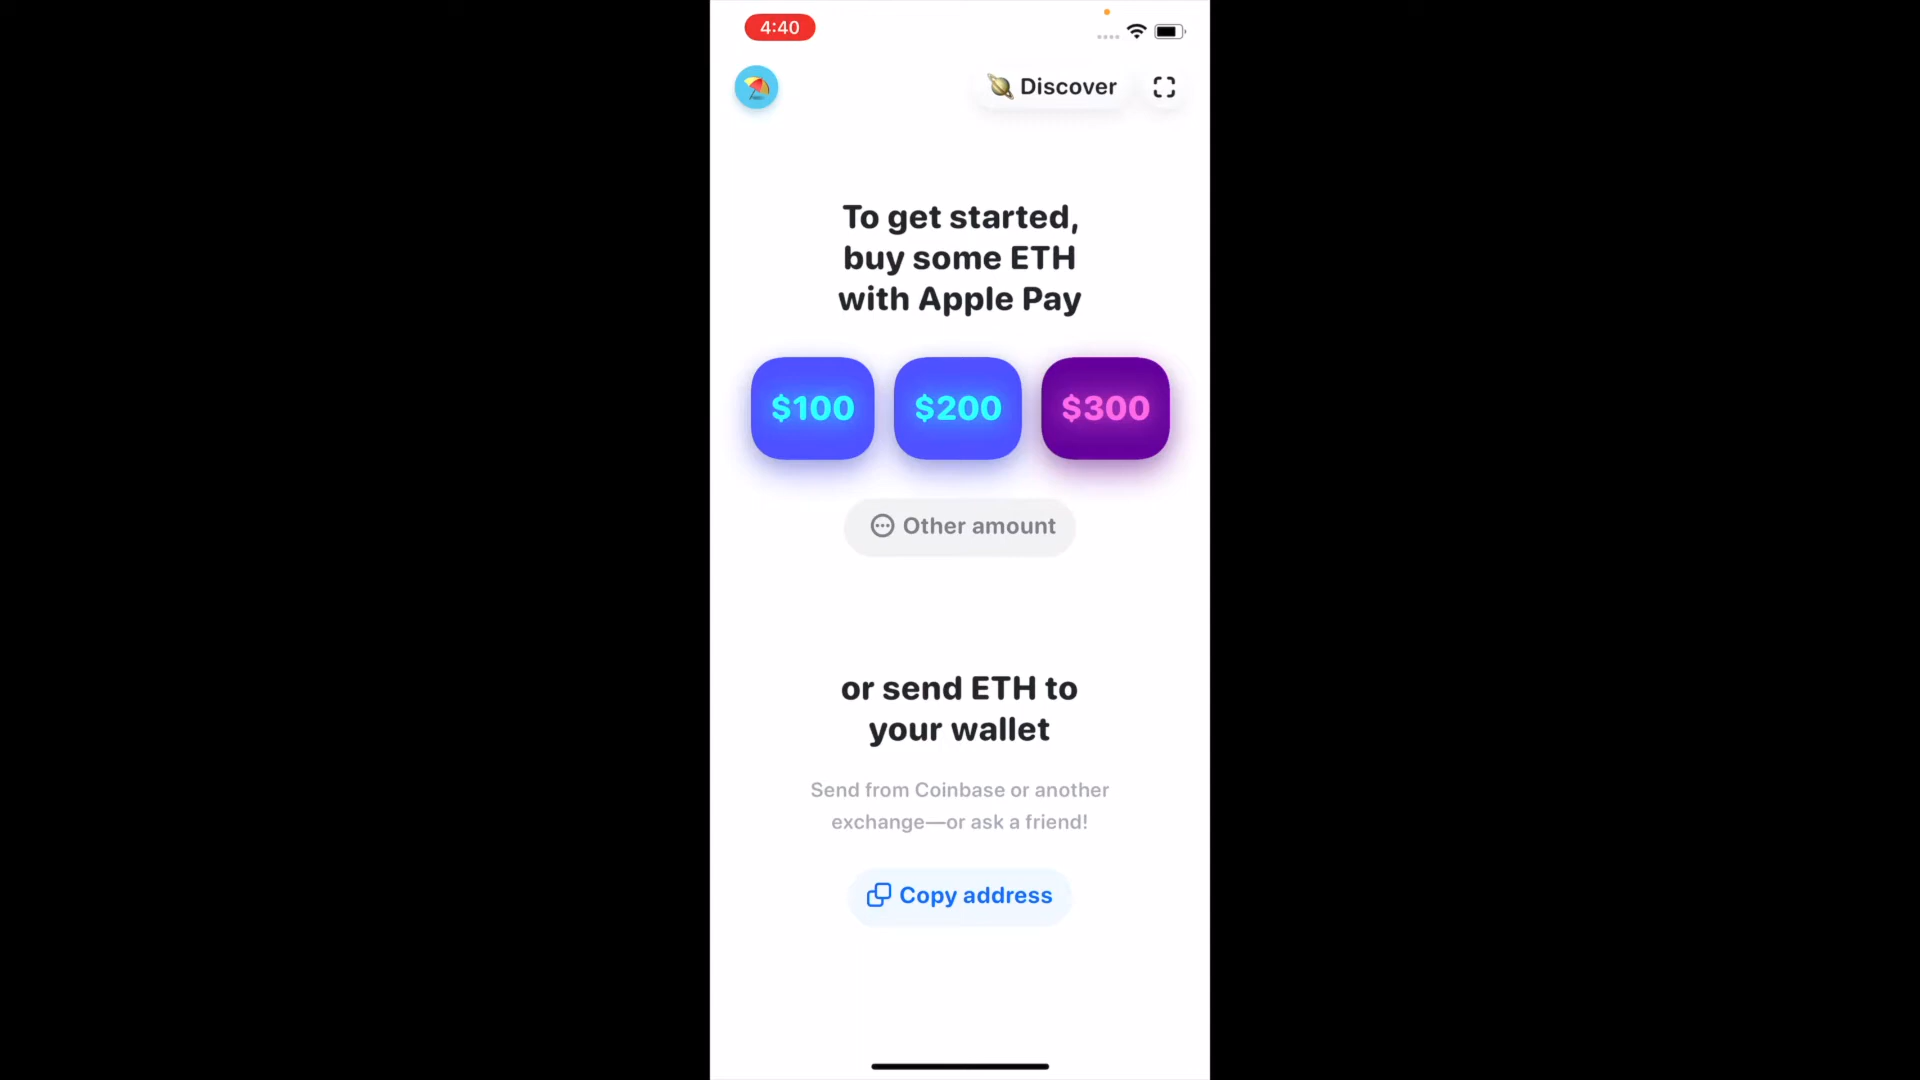 4:40
Discover
To get started,
buy some ETH
with Apple Pay
$100 $200 $300
Other amount
or send ETH to
your wallet
Send from Coinbase or another
exchange—or ask a friend!
Copy address